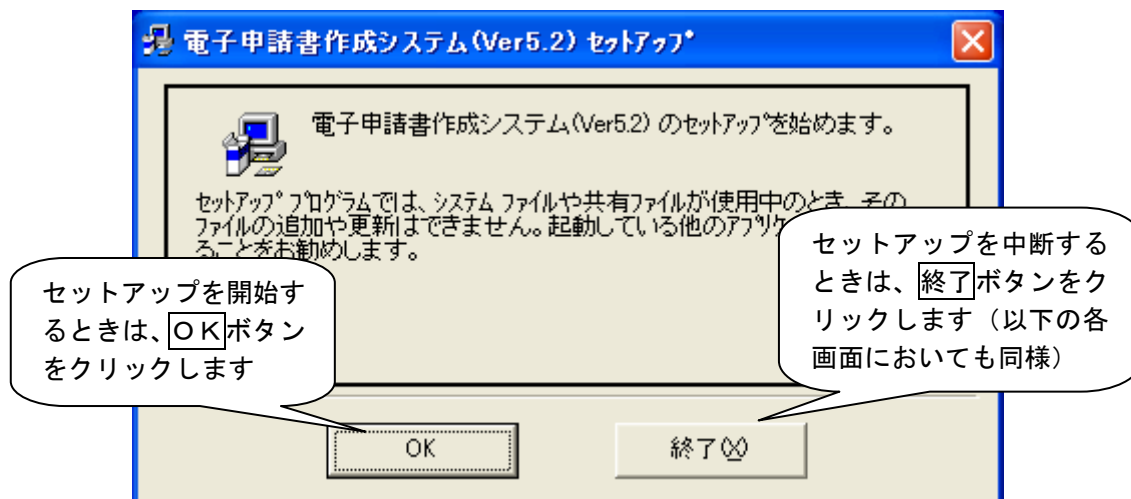 電子申請書作成システム(Ver5.2) ｾｯﾄｱｯﾌﾟ
電子申請書作成システム(Ver5.2) のｾｯﾄｱｯﾌﾟを始めます。
ｾｯﾄｱｯﾌﾟ ﾌﾟﾛｸﾞﾗﾑでは、ｼｽﾃﾑ ﾌｧｲﾙや共有ﾌｧｲﾙが使用中のとき、その
ﾌｧｲﾙの追加や更新はできません。起動している他のｱﾌﾟﾘｹ
ることをお勧めします。
セットアップを開始す
るときは、ＯＫボタン
をクリックします
セットアップを中断する
ときは、終了ボタンをク
リックします（以下の各
画面においても同様）
OK
終了(X)